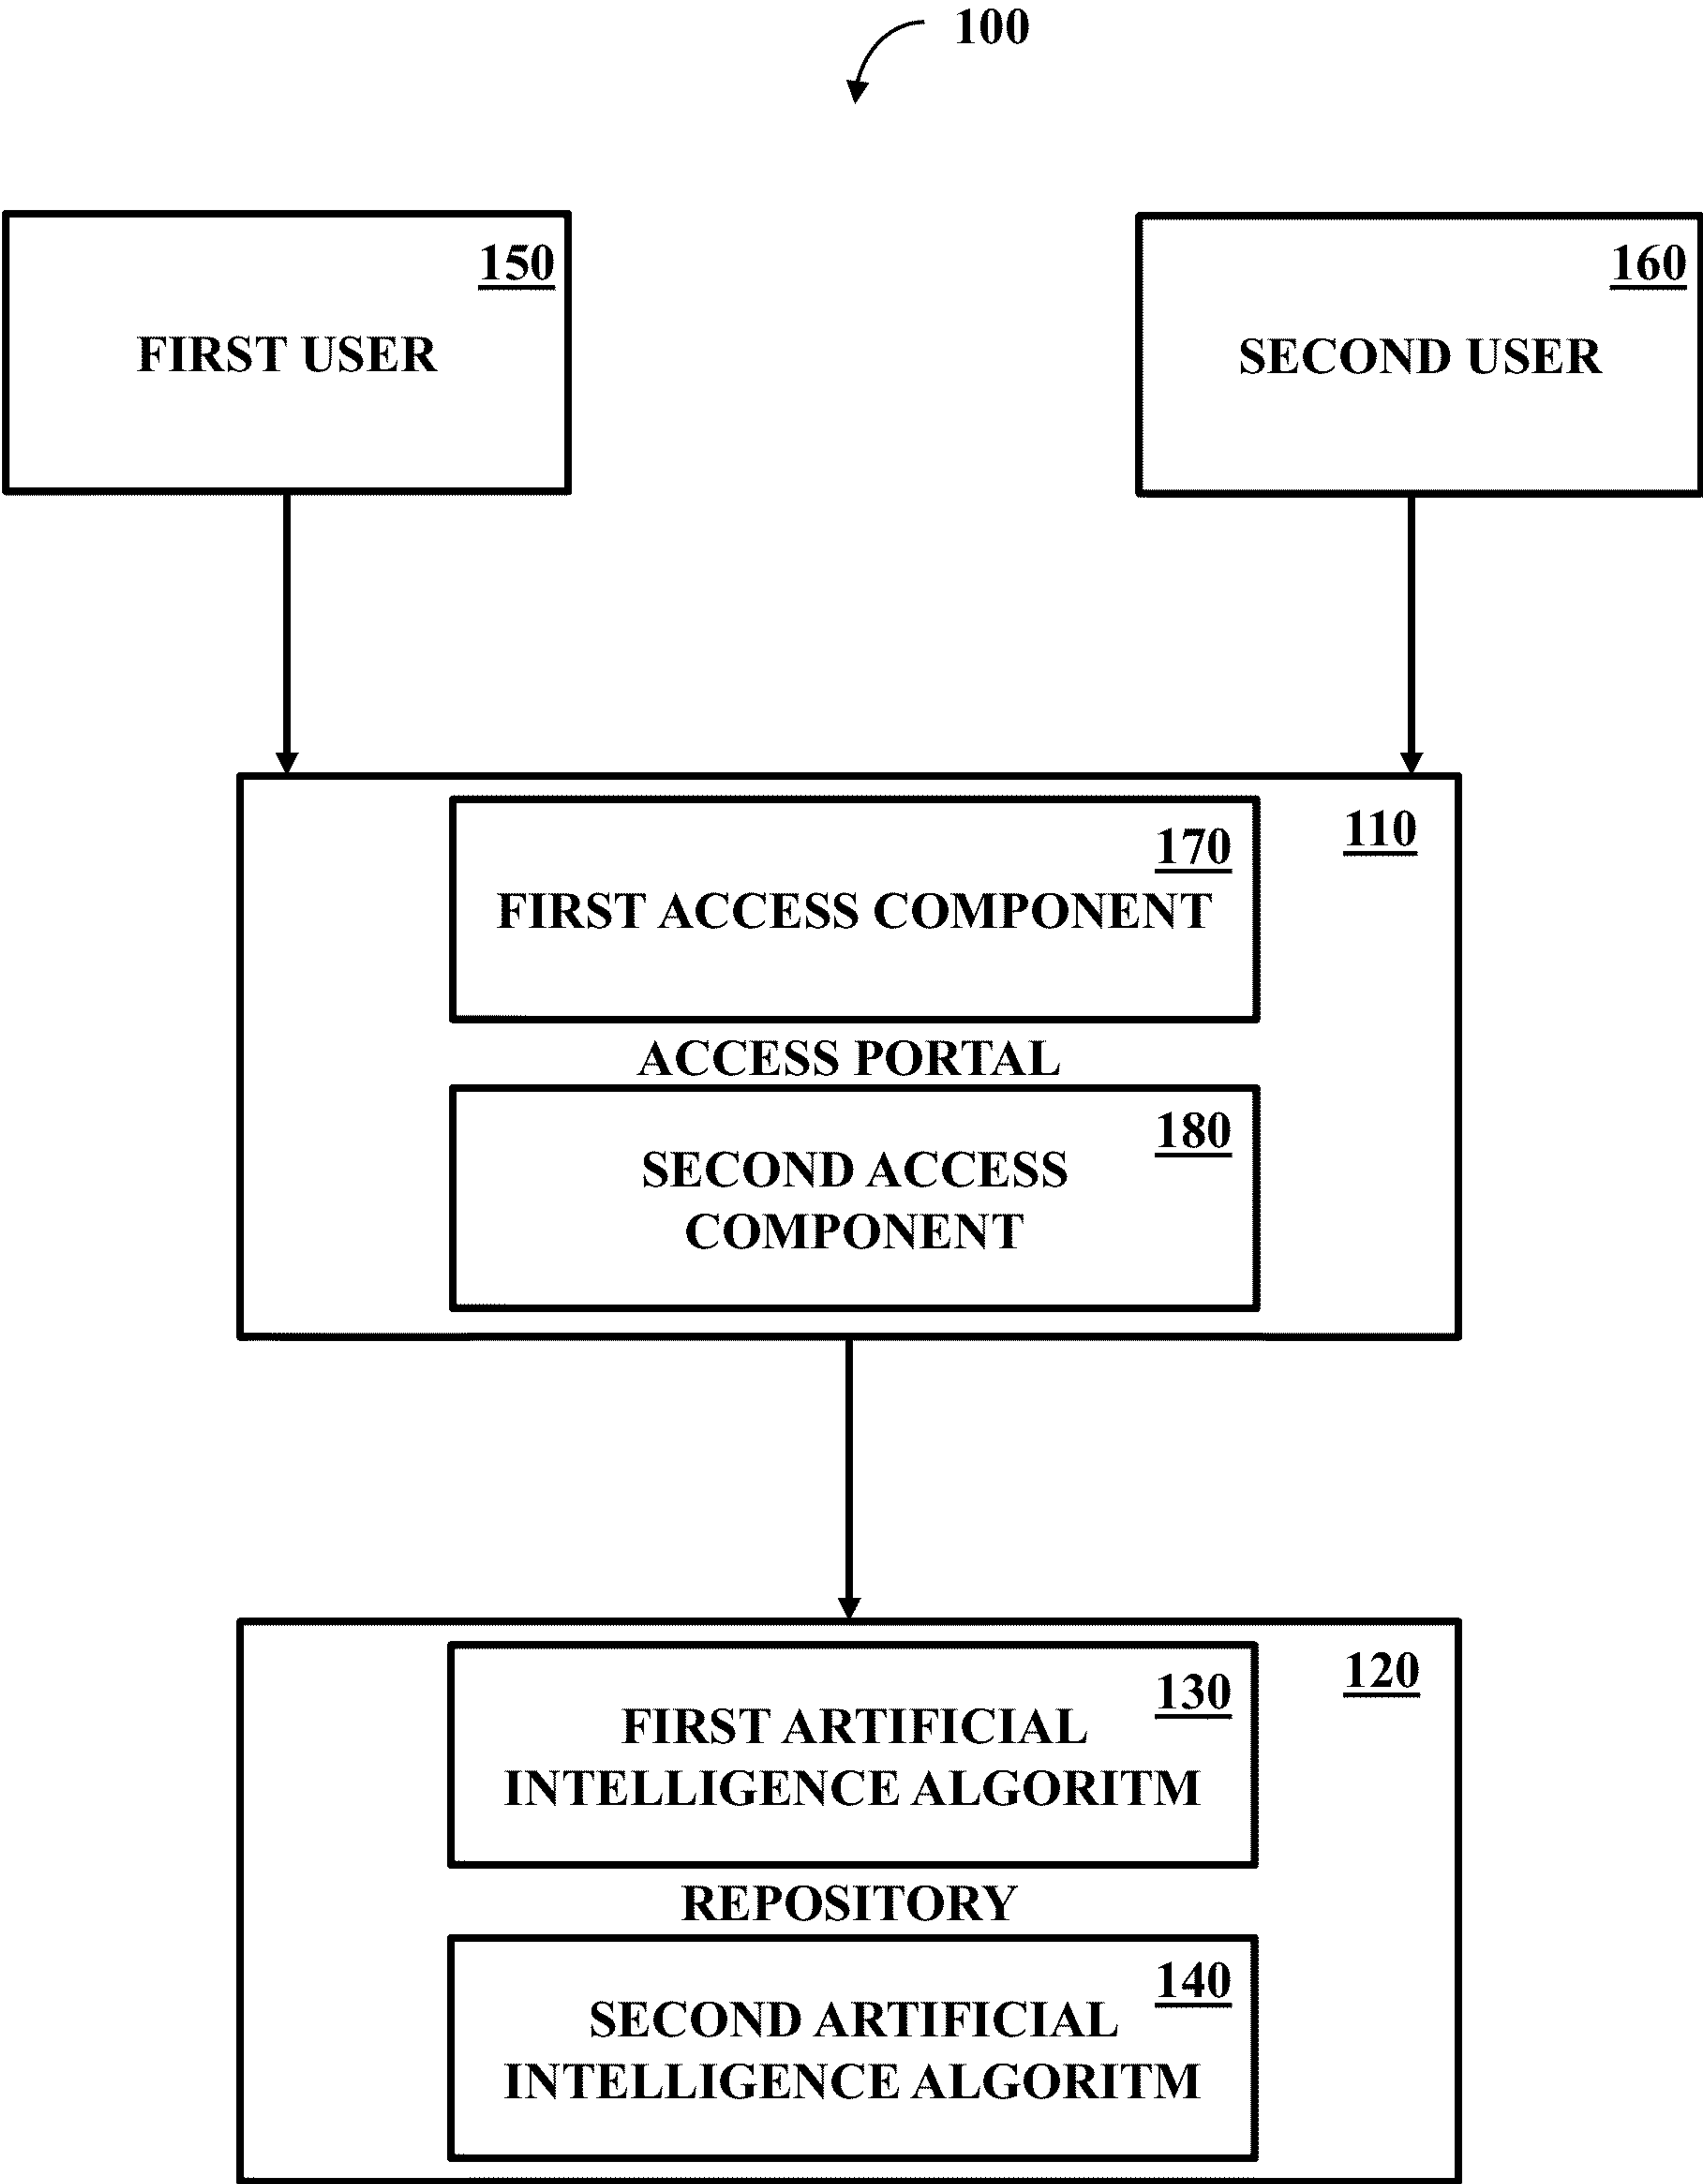 100
150
FIRST USER
160
SECOND USER
110
170
FIRST ACCESS COMPONENT
ACCESS PORTAL
180
SECOND ACCESS
COMPONENT
120
130
FIRST ARTIFICIAL
INTELLIGENCE ALGORITM
REPOSITORY
140
SECOND ARTIFICIAL
INTELLIGENCE ALGORITM